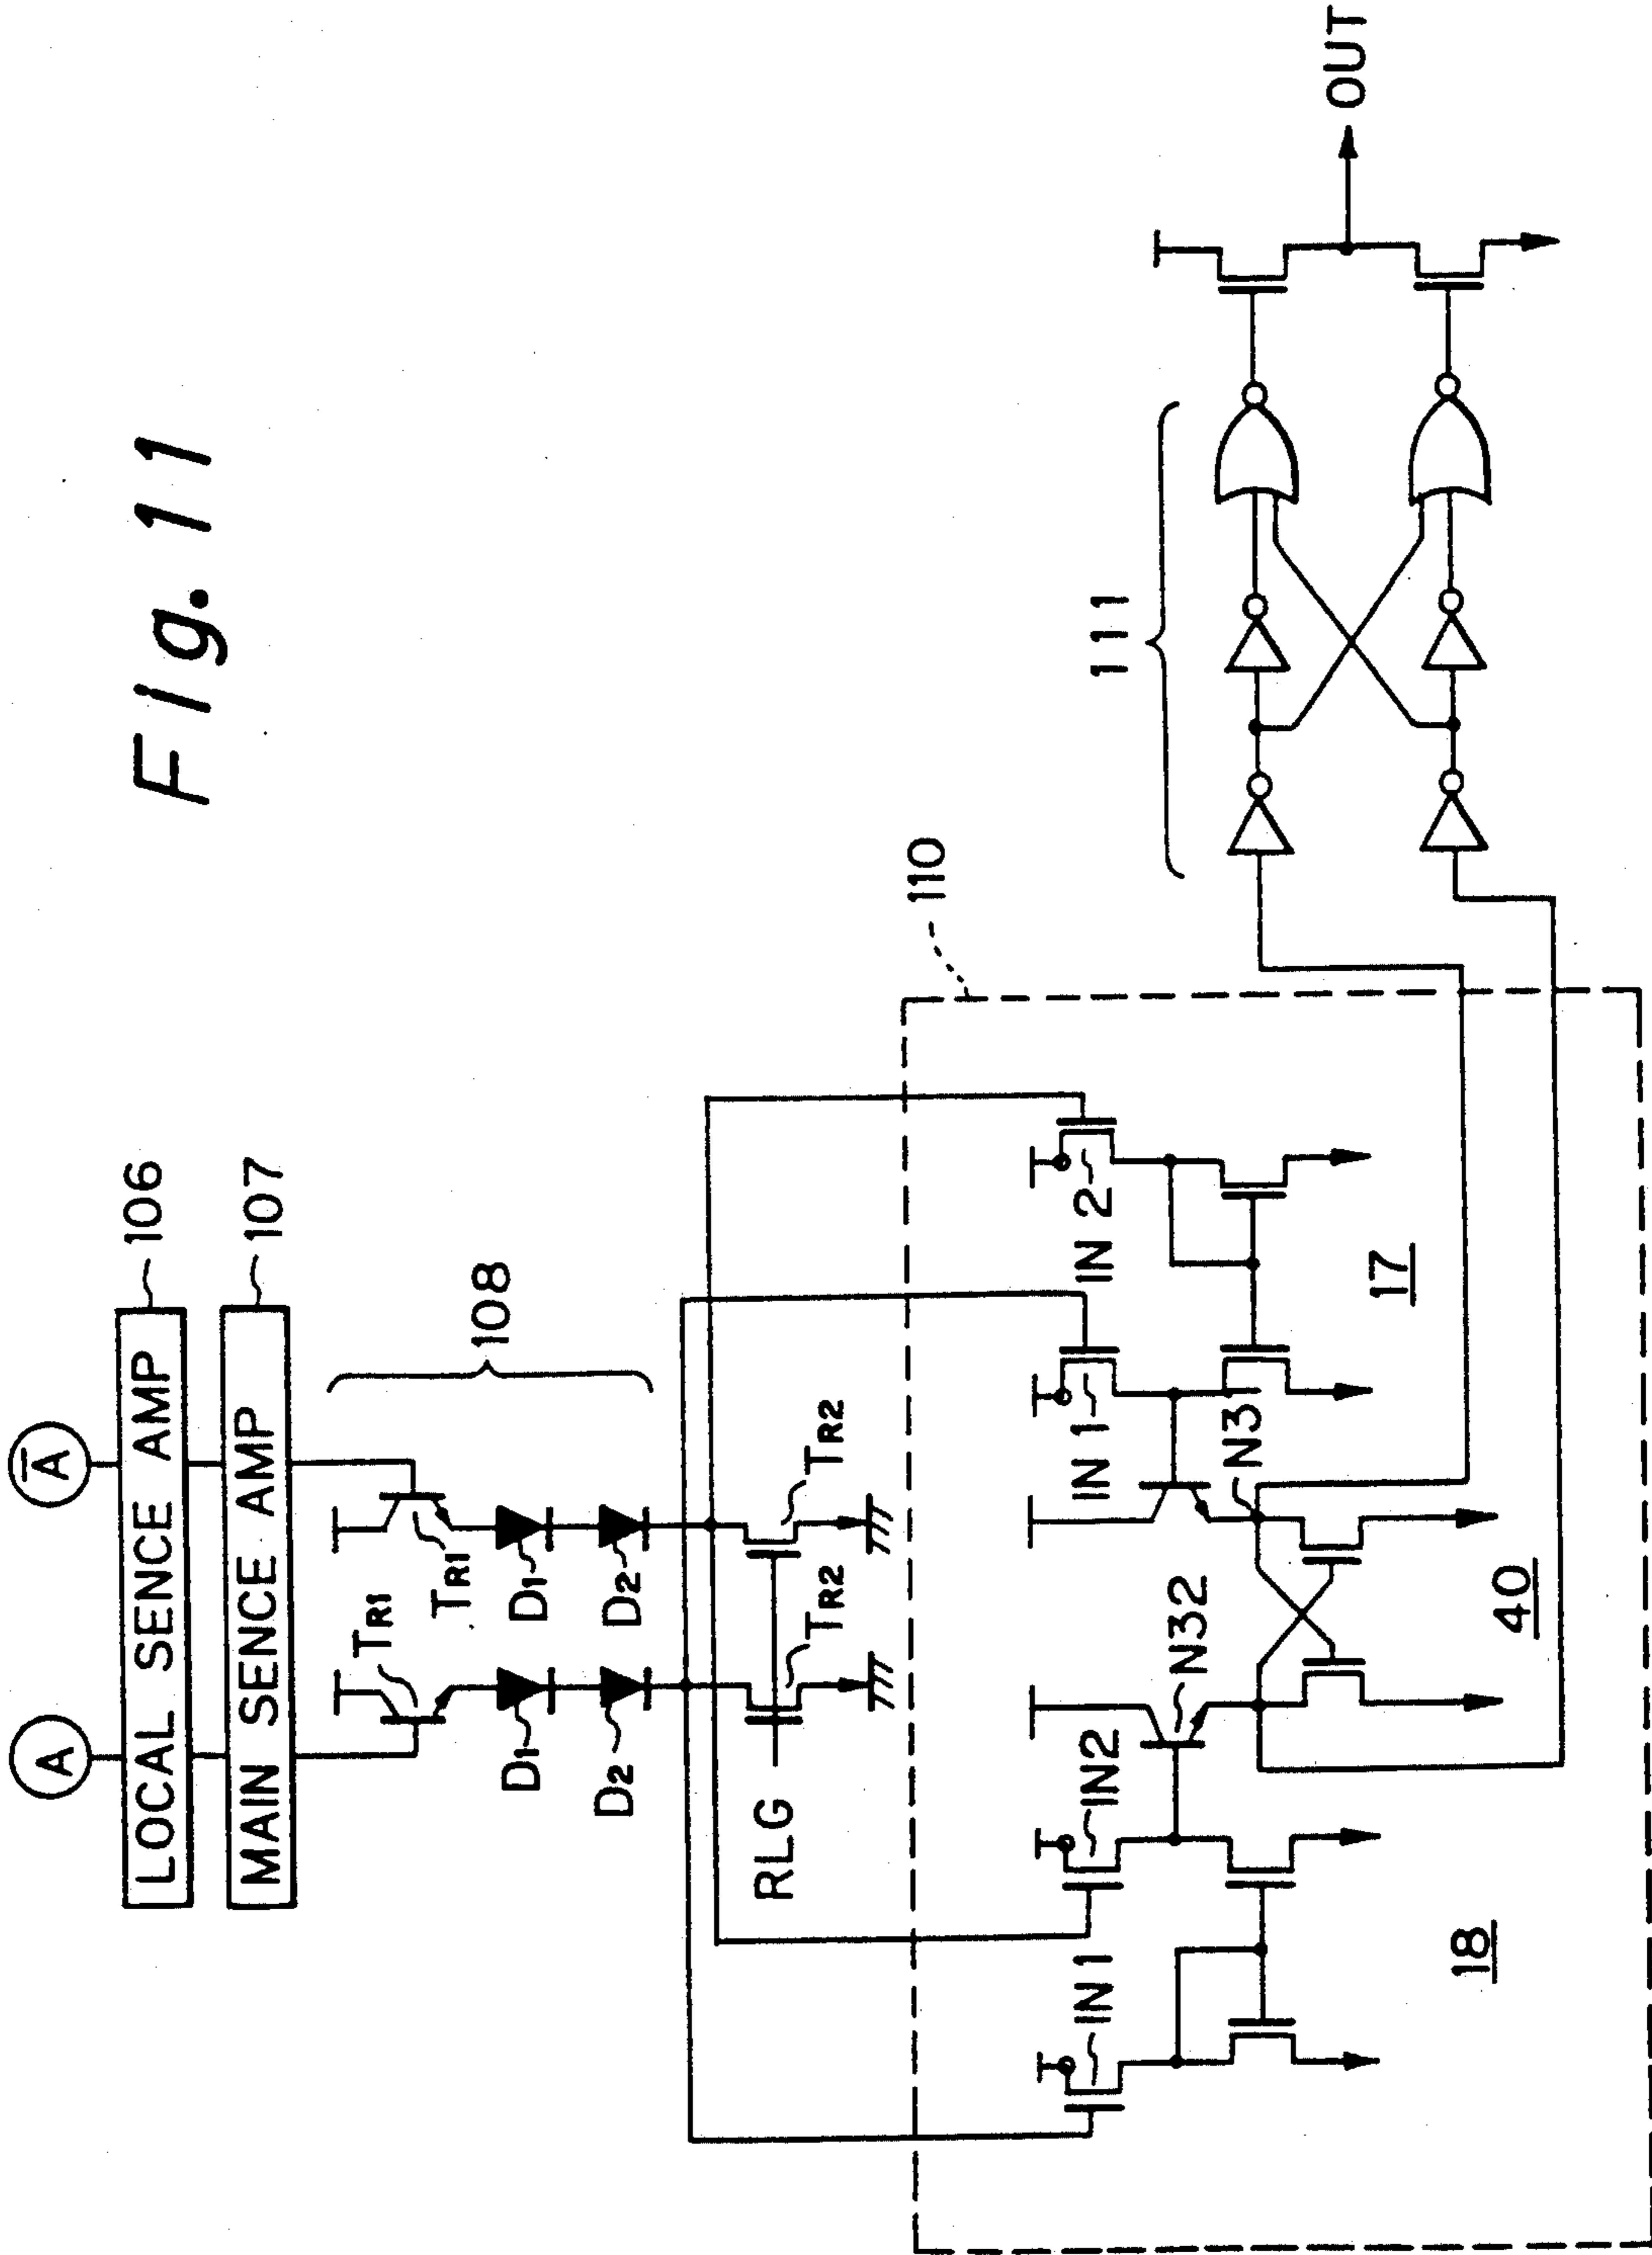 Fig. 11
A
A̅
LOCAL SENCE AMP
106
MAIN SENCE AMP
107
TR1
TR1
108
D1
D1
D2
D2
RLG
TR2
TR2
110
IN1
IN2
IN 1
IN 2
N32
N31
18
40
17
111
OUT